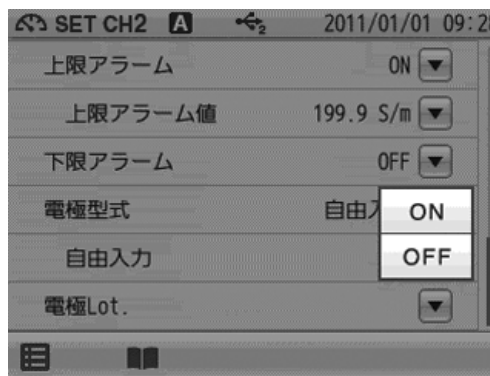 SET CH2 A 2 2011/01/01 09:2
上限アラーム ON
上限アラーム値 199.9 S/m
下限アラーム OFF
電極型式 自由入
ON
自由入力
OFF
電極Lot.